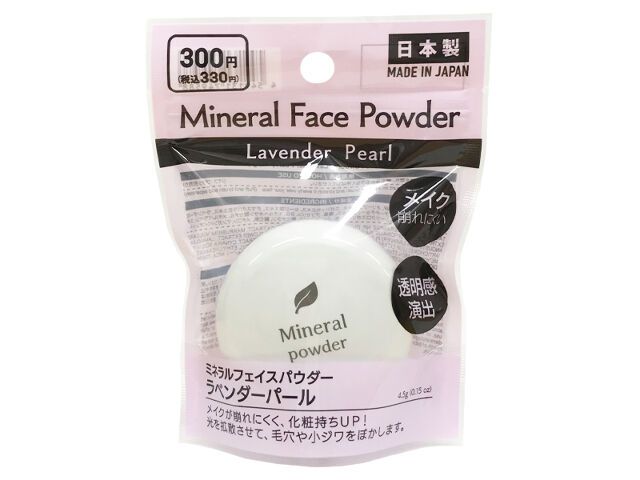 300円
(税込330円)
日本製
MADE IN JAPAN
Mineral Face Powder
Lavender Pearl
メイク
崩れにくい
透明感
演出
Mineral
powder
ミネラルフェイスパウダー
ラベンダーパール
4.5g (0.15 oz)
メイクが崩れにくく、化粧持ちUP!
光を拡散させて、毛穴や小ジワをぼかします。